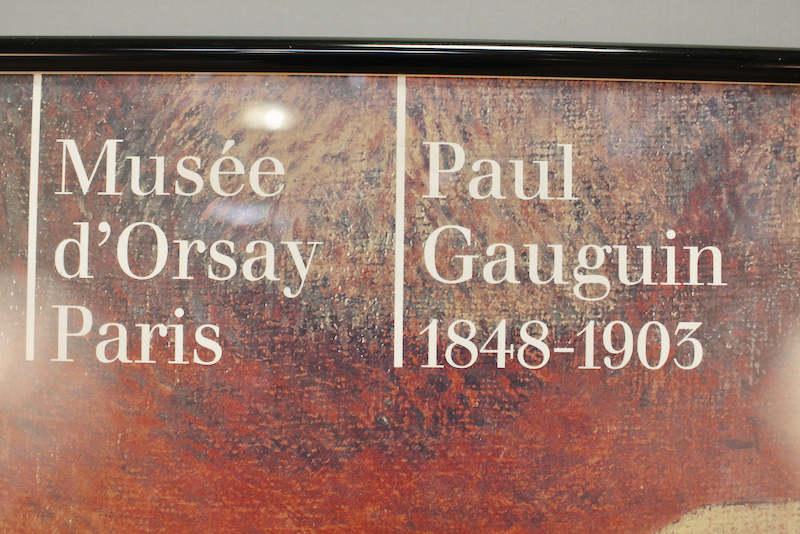 Musée
d’Orsay
Paris
Paul
Gauguin
1848-1903